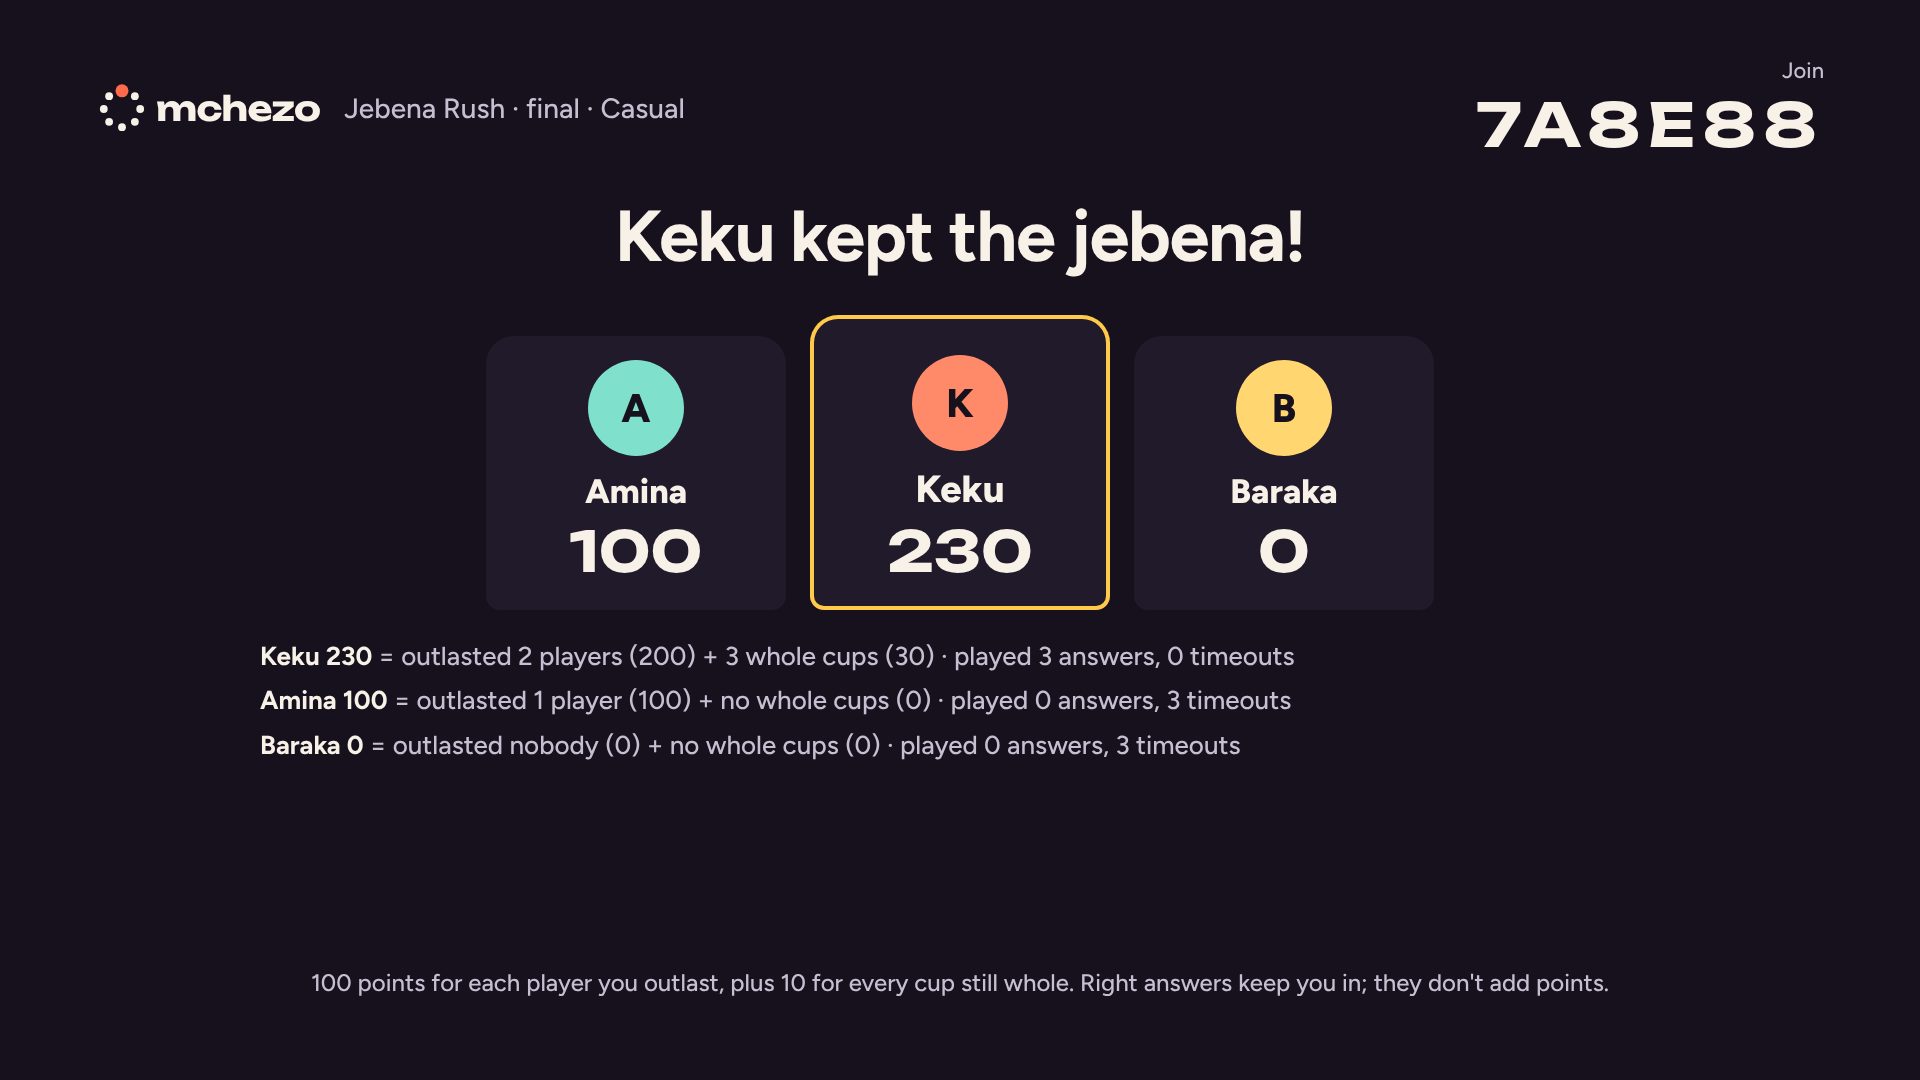 mchezo Jebena Rush · final · Casual
Join
7A8E88
Keku kept the jebena!
A
Amina
100
K
Keku
230
B
Baraka
0
Keku 230 = outlasted 2 players (200) + 3 whole cups (30) · played 3 answers, 0 timeouts
Amina 100 = outlasted 1 player (100) + no whole cups (0) · played 0 answers, 3 timeouts
Baraka 0 = outlasted nobody (0) + no whole cups (0) · played 0 answers, 3 timeouts
100 points for each player you outlast, plus 10 for every cup still whole. Right answers keep you in; they don't add points.